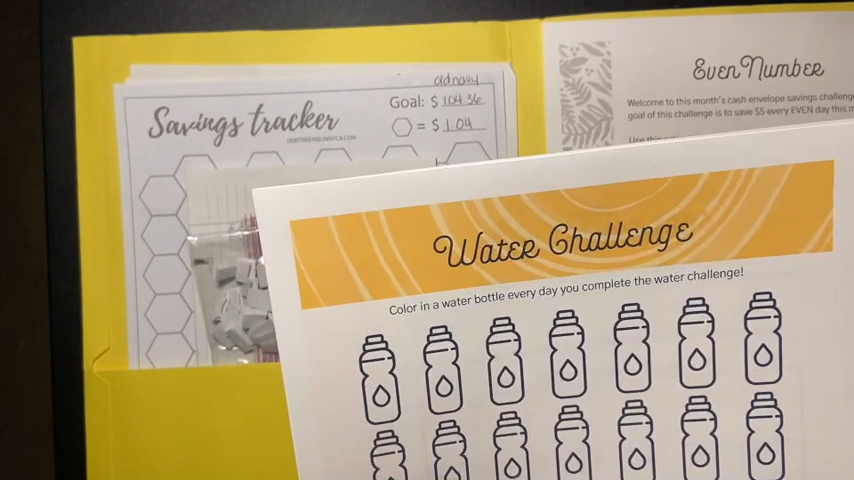 old navy
Savings tracker
Goal: $ 104.36
= $ 1.04
Even Number
Welcome to this month's cash envelope savings challenge
goal of this challenge is to save $5 every EVEN day this m
Water Challenge
Color in a water bottle every day you complete the water challenge!